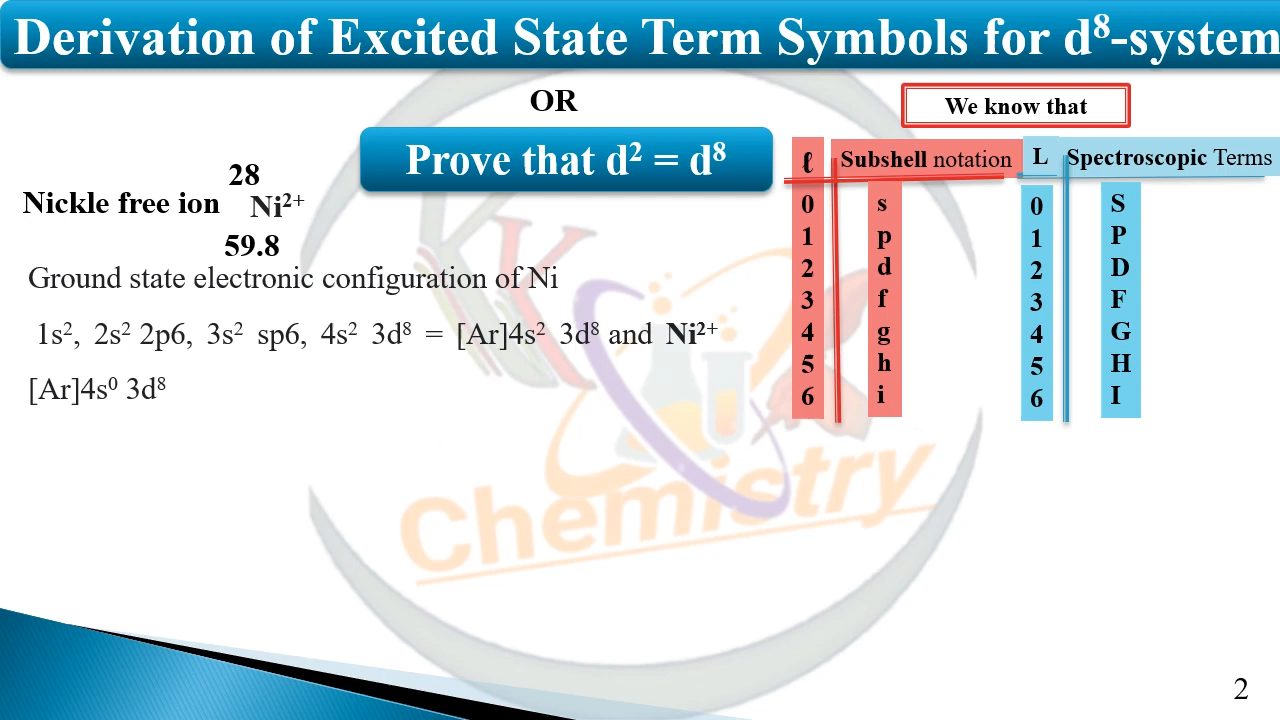 Derivation of Excited State Term Symbols for d⁸-system
OR
We know that
Prove that d² = d⁸
28
Nickle free ion Ni²⁺
59.8
Ground state electronic configuration of Ni
1s², 2s² 2p6, 3s² sp6, 4s² 3d⁸ = [Ar]4s² 3d⁸ and Ni²⁺
[Ar]4s⁰ 3d⁸
ℓ Subshell notation
0 s
1 p
2 d
3 f
4 g
5 h
6 i
L Spectroscopic Terms
0 S
1 P
2 D
3 F
4 G
5 H
6 I
KK
Chemistry
2